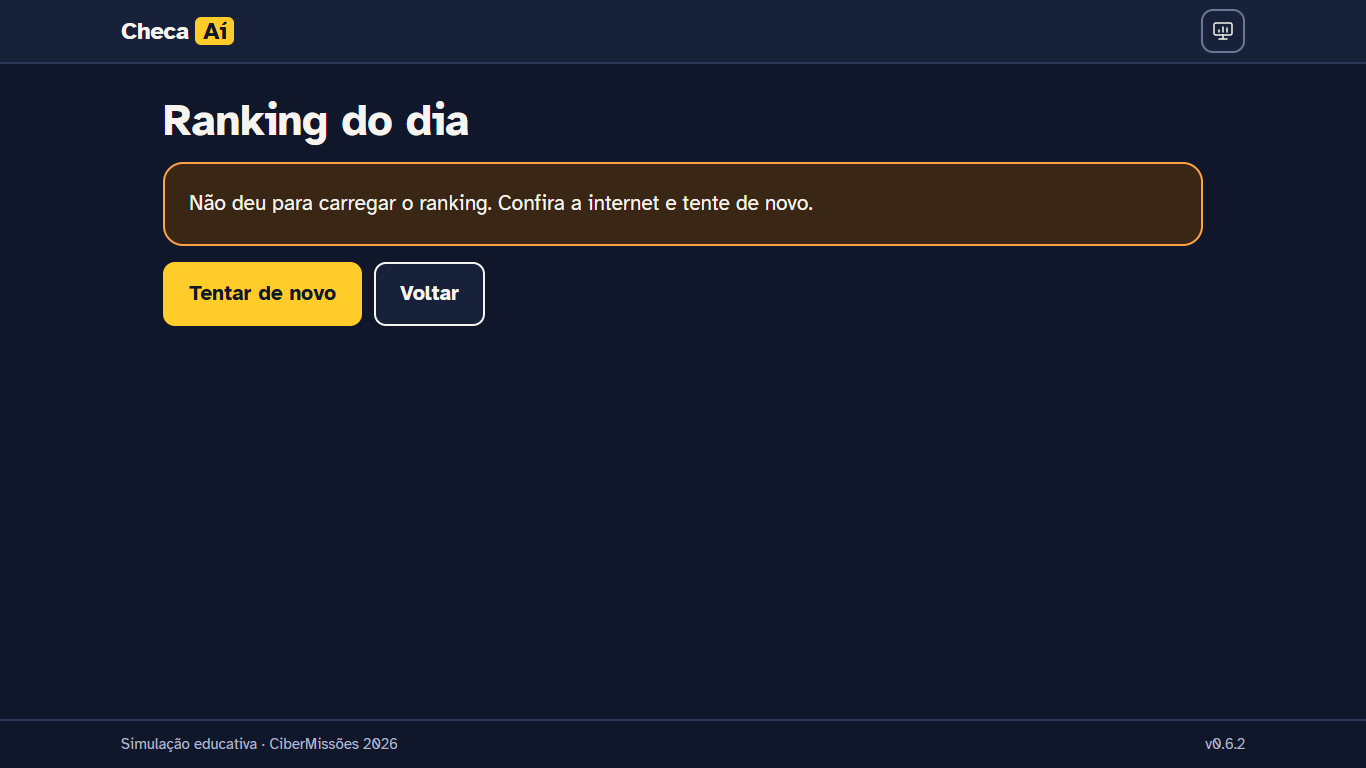 Checa Aí
Ranking do dia
Não deu para carregar o ranking. Confira a internet e tente de novo.
Tentar de novo
Voltar
Simulação educativa · CiberMissões 2026
v0.6.2